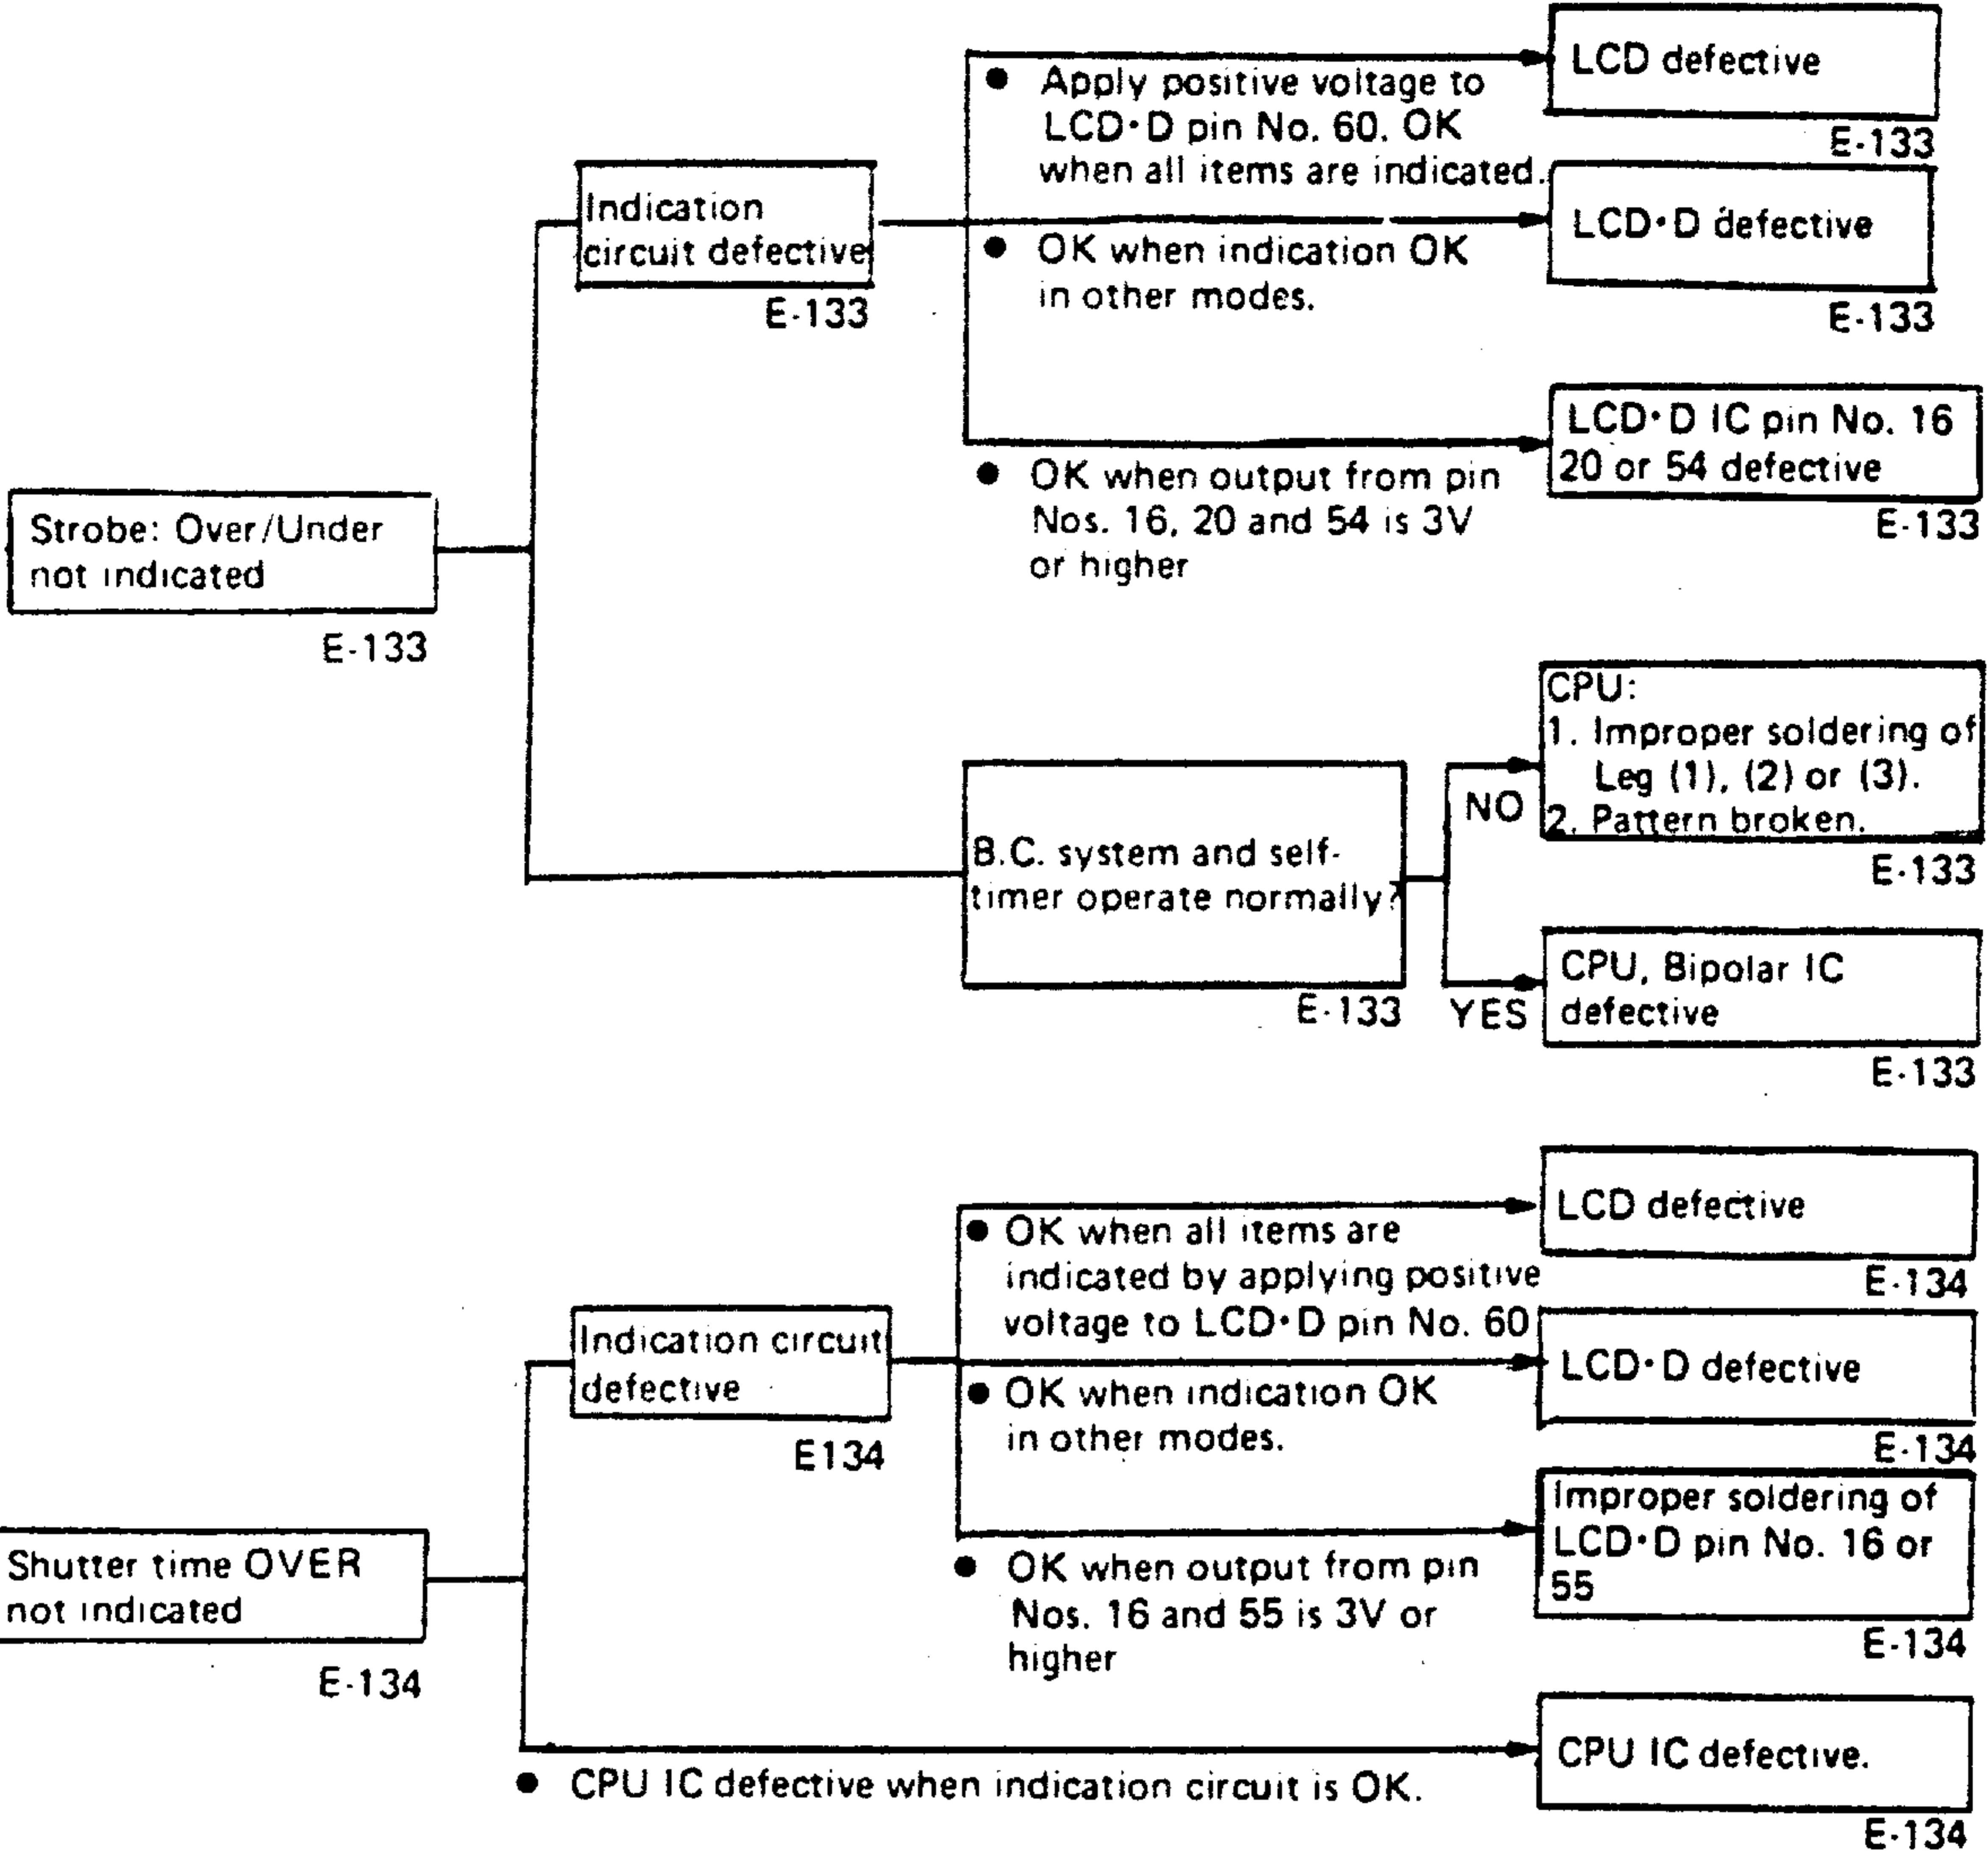 LCD defective
E-133
● Apply positive voltage to
LCD·D pin No. 60. OK
when all items are indicated.
Indication
circuit defective
E-133
LCD·D defective
E-133
● OK when indication OK
in other modes.
LCD·D IC pin No. 16
20 or 54 defective
E-133
● OK when output from pin
Nos. 16, 20 and 54 is 3V
or higher
Strobe: Over/Under
not indicated
E-133
CPU:
1. Improper soldering of
Leg (1), (2) or (3).
2. Pattern broken.
E-133
NO
B.C. system and self-
timer operate normally?
E-133
YES
CPU, Bipolar IC
defective
E-133
LCD defective
E-134
● OK when all items are
indicated by applying positive
voltage to LCD·D pin No. 60
Indication circuit
defective
E134
LCD·D defective
E-134
● OK when indication OK
in other modes.
Improper soldering of
LCD·D pin No. 16 or
55
E-134
● OK when output from pin
Nos. 16 and 55 is 3V or
higher
Shutter time OVER
not indicated
E-134
CPU IC defective.
E-134
● CPU IC defective when indication circuit is OK.